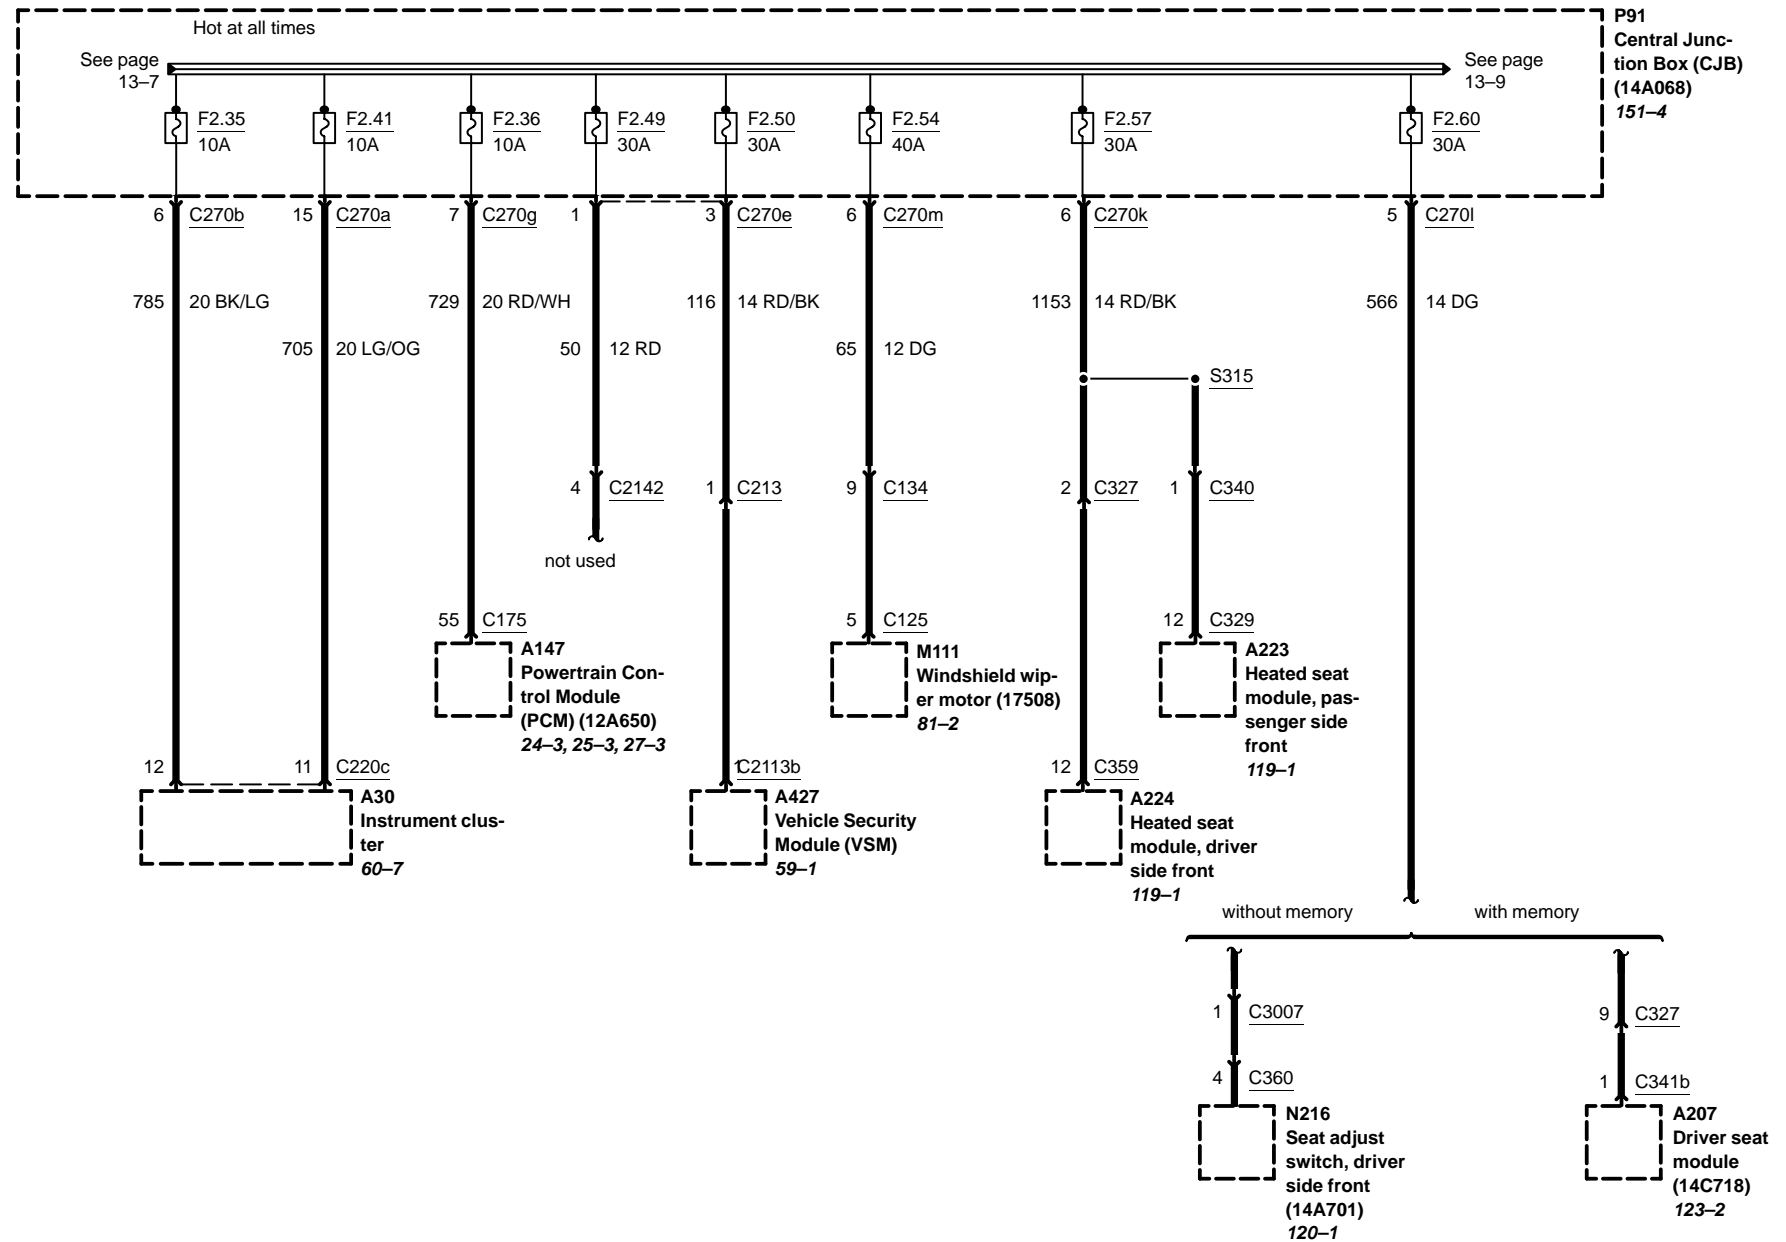 Hot at all times
See page
13–7
See page
13–9
P91
Central Junc-
tion Box (CJB)
(14A068)
151–4
F2.35
10A
F2.41
10A
F2.36
10A
F2.49
30A
F2.50
30A
F2.54
40A
F2.57
30A
F2.60
30A
6 C270b
15 C270a
7 C270g
1
3 C270e
6 C270m
6 C270k
5 C270l
785 20 BK/LG
729 20 RD/WH
116 14 RD/BK
1153 14 RD/BK
566 14 DG
705 20 LG/OG
50 12 RD
65 12 DG
S315
4 C2142
1 C213
9 C134
2 C327
1 C340
not used
55 C175
5 C125
12 C329
A147
Powertrain Con-
trol Module
(PCM) (12A650)
24–3, 25–3, 27–3
M111
Windshield wip-
er motor (17508)
81–2
A223
Heated seat
module, pas-
senger side
front
119–1
12
11 C220c
1 C2113b
12 C359
A30
Instrument clus-
ter
60–7
A427
Vehicle Security
Module (VSM)
59–1
A224
Heated seat
module, driver
side front
119–1
without memory
with memory
1 C3007
9 C327
4 C360
1 C341b
N216
Seat adjust
switch, driver
side front
(14A701)
120–1
A207
Driver seat
module
(14C718)
123–2